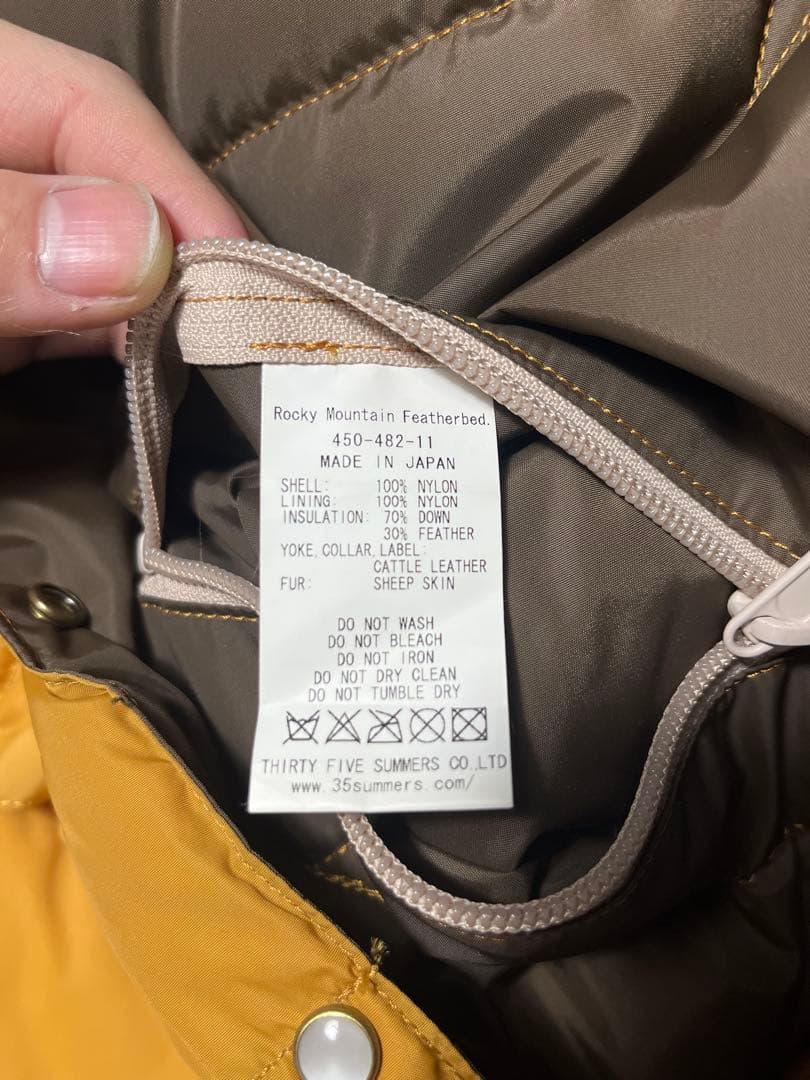 Rocky Mountain Featherbed.
450-482-11
MADE IN JAPAN
SHELL: 100% NYLON
LINING: 100% NYLON
INSULATION: 70% DOWN
30% FEATHER
YOKE, COLLAR, LABEL:
CATTLE LEATHER
FUR: SHEEP SKIN
DO NOT WASH
DO NOT BLEACH
DO NOT IRON
DO NOT DRY CLEAN
DO NOT TUMBLE DRY
THIRTY FIVE SUMMERS CO.,LTD
www.35summers.com/